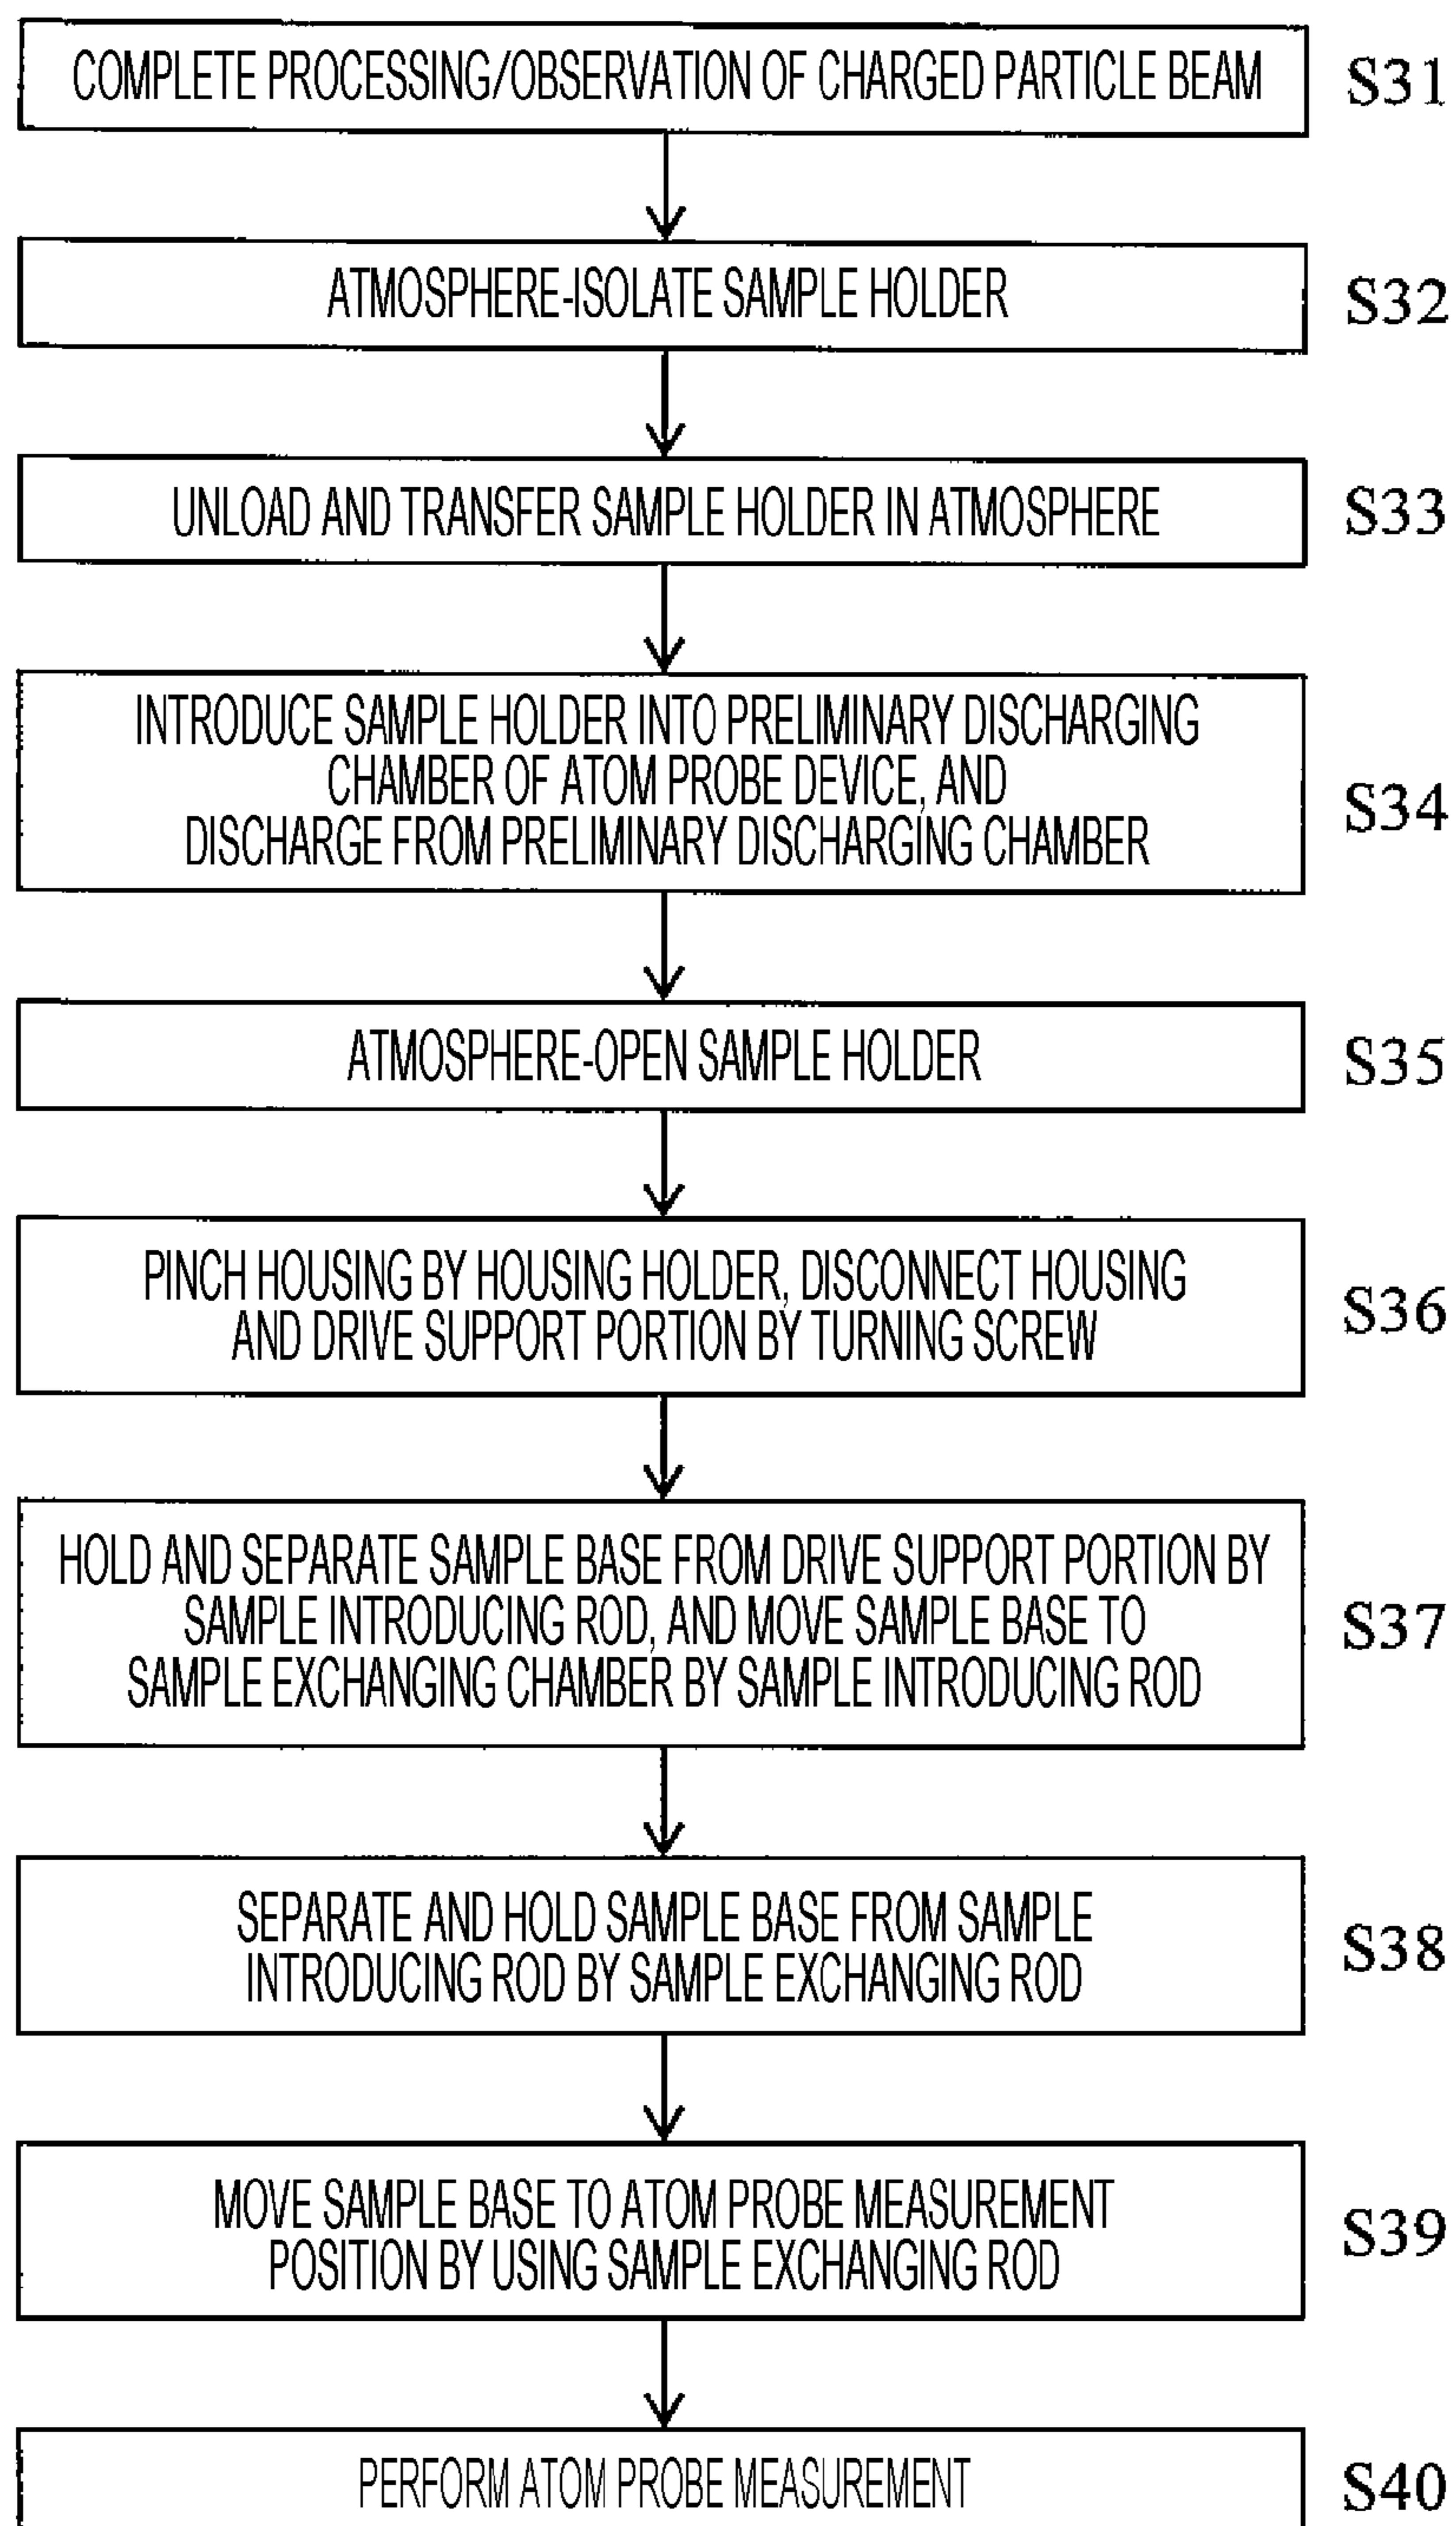 COMPLETE PROCESSING/OBSERVATION OF CHARGED PARTICLE BEAM
S31
ATMOSPHERE-ISOLATE SAMPLE HOLDER
S32
UNLOAD AND TRANSFER SAMPLE HOLDER IN ATMOSPHERE
S33
INTRODUCE SAMPLE HOLDER INTO PRELIMINARY DISCHARGING
CHAMBER OF ATOM PROBE DEVICE, AND
DISCHARGE FROM PRELIMINARY DISCHARGING CHAMBER
S34
ATMOSPHERE-OPEN SAMPLE HOLDER
S35
PINCH HOUSING BY HOUSING HOLDER, DISCONNECT HOUSING
AND DRIVE SUPPORT PORTION BY TURNING SCREW
S36
HOLD AND SEPARATE SAMPLE BASE FROM DRIVE SUPPORT PORTION BY
SAMPLE INTRODUCING ROD, AND MOVE SAMPLE BASE TO
SAMPLE EXCHANGING CHAMBER BY SAMPLE INTRODUCING ROD
S37
SEPARATE AND HOLD SAMPLE BASE FROM SAMPLE
INTRODUCING ROD BY SAMPLE EXCHANGING ROD
S38
MOVE SAMPLE BASE TO ATOM PROBE MEASUREMENT
POSITION BY USING SAMPLE EXCHANGING ROD
S39
PERFORM ATOM PROBE MEASUREMENT
S40